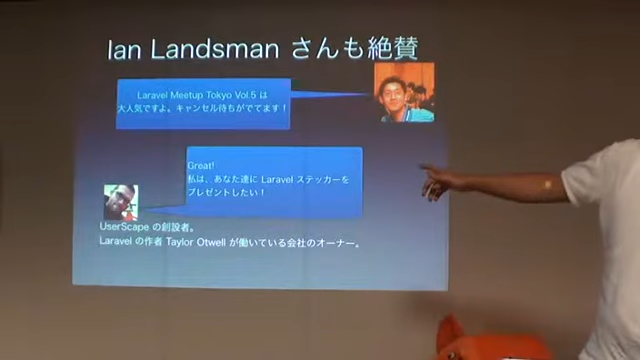 Ian Landsman さんも絶賛
Laravel Meetup Tokyo Vol.5 は
大人気ですよ。キャンセル待ちがでてます！
Great!
私は、あなた達に Laravel ステッカーを
プレゼントしたい！
UserScape の創設者。
Laravel の作者 Taylor Otwell が働いている会社のオーナー。